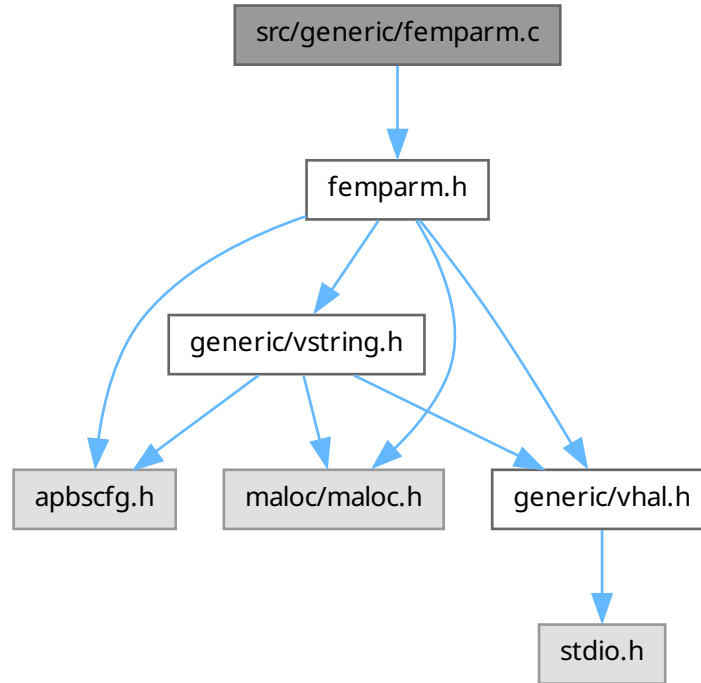 src/generic/femparm.c
femparm.h
generic/vstring.h
apbscfg.h
maloc/maloc.h
generic/vhal.h
stdio.h